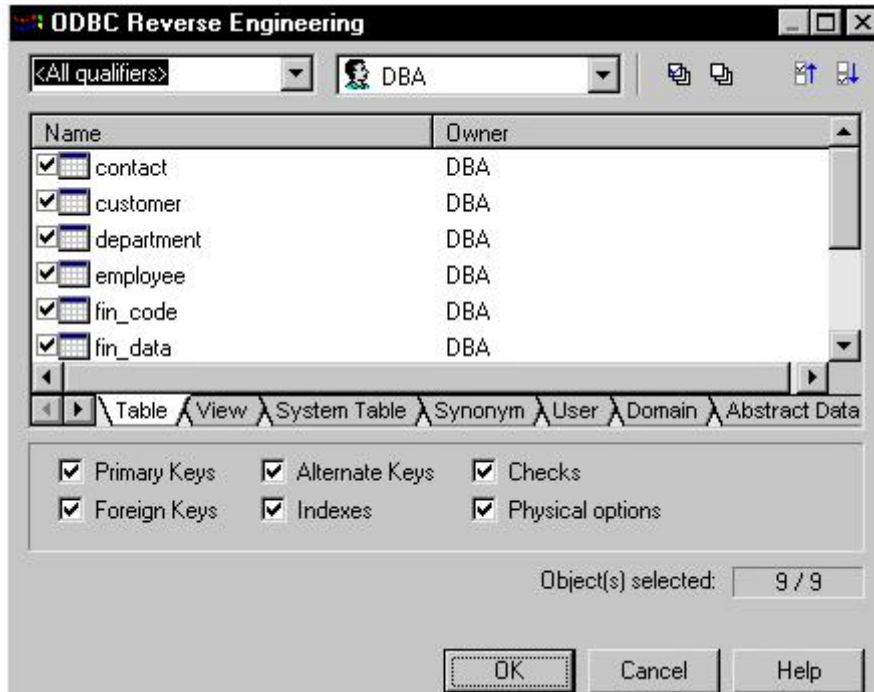 ODBC Reverse Engineering
<All qualifiers> DBA
Name Owner
contact DBA
customer DBA
department DBA
employee DBA
fin_code DBA
fin_data DBA
Table View System Table Synonym User Domain Abstract Data
Primary Keys Alternate Keys Checks
Foreign Keys Indexes Physical options
Object(s) selected: 9 / 9
OK Cancel Help